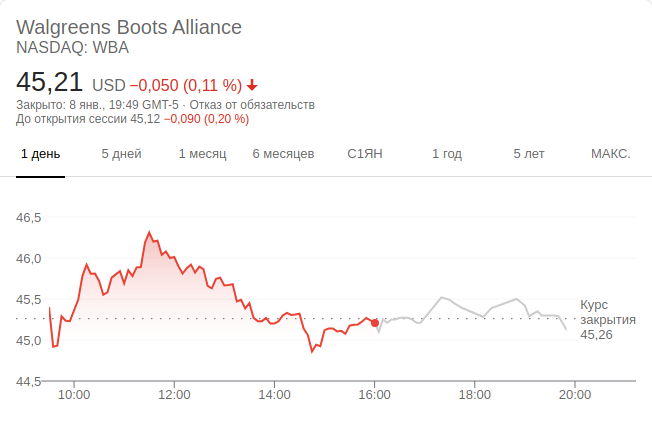 Walgreens Boots Alliance
NASDAQ: WBA
45,21 USD −0,050 (0,11 %)
Закрыто: 8 янв., 19:49 GMT-5 · Отказ от обязательств
До открытия сессии 45,12 −0,090 (0,20 %)
1 день 5 дней 1 месяц 6 месяцев С1ЯН 1 год 5 лет МАКС.
46,5
46,0
45,5
45,0
44,5
Курс
закрытия
45,26
10:00 12:00 14:00 16:00 18:00 20:00